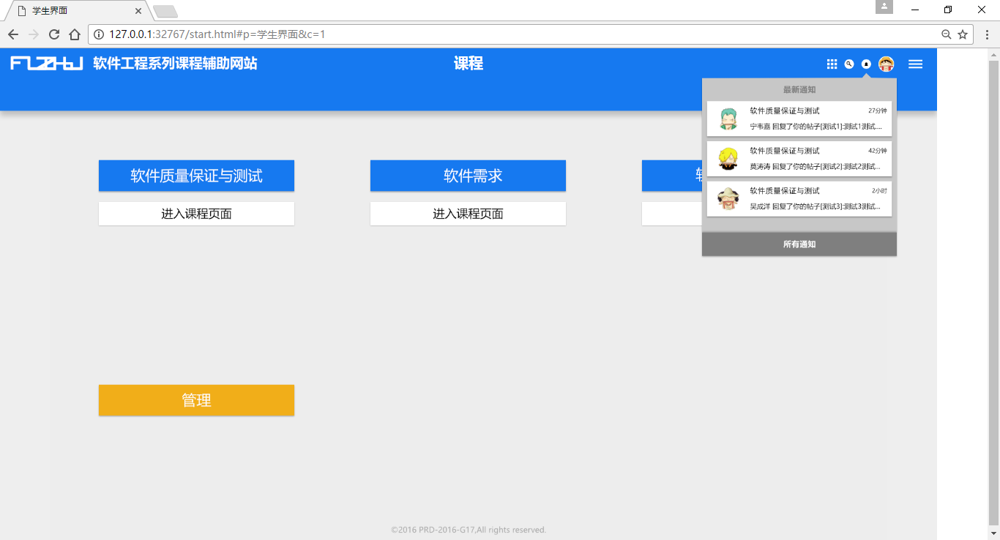 学生界面
127.0.0.1:32767/start.html#p=学生界面&c=1
软件工程系列课程辅助网站
课程
最新通知
软件质量保证与测试 27分钟
宁韦嘉 回复了你的帖子[测试1]:测试1测试....
软件质量保证与测试 42分钟
莫涛涛 回复了你的帖子[测试2]:测试2测试...
软件质量保证与测试 2小时
吴成洋 回复了你的帖子[测试3]:测试3测试...
所有通知
软件质量保证与测试
软件需求
进入课程页面
进入课程页面
管理
©2016 PRD-2016-G17,All rights reserved.